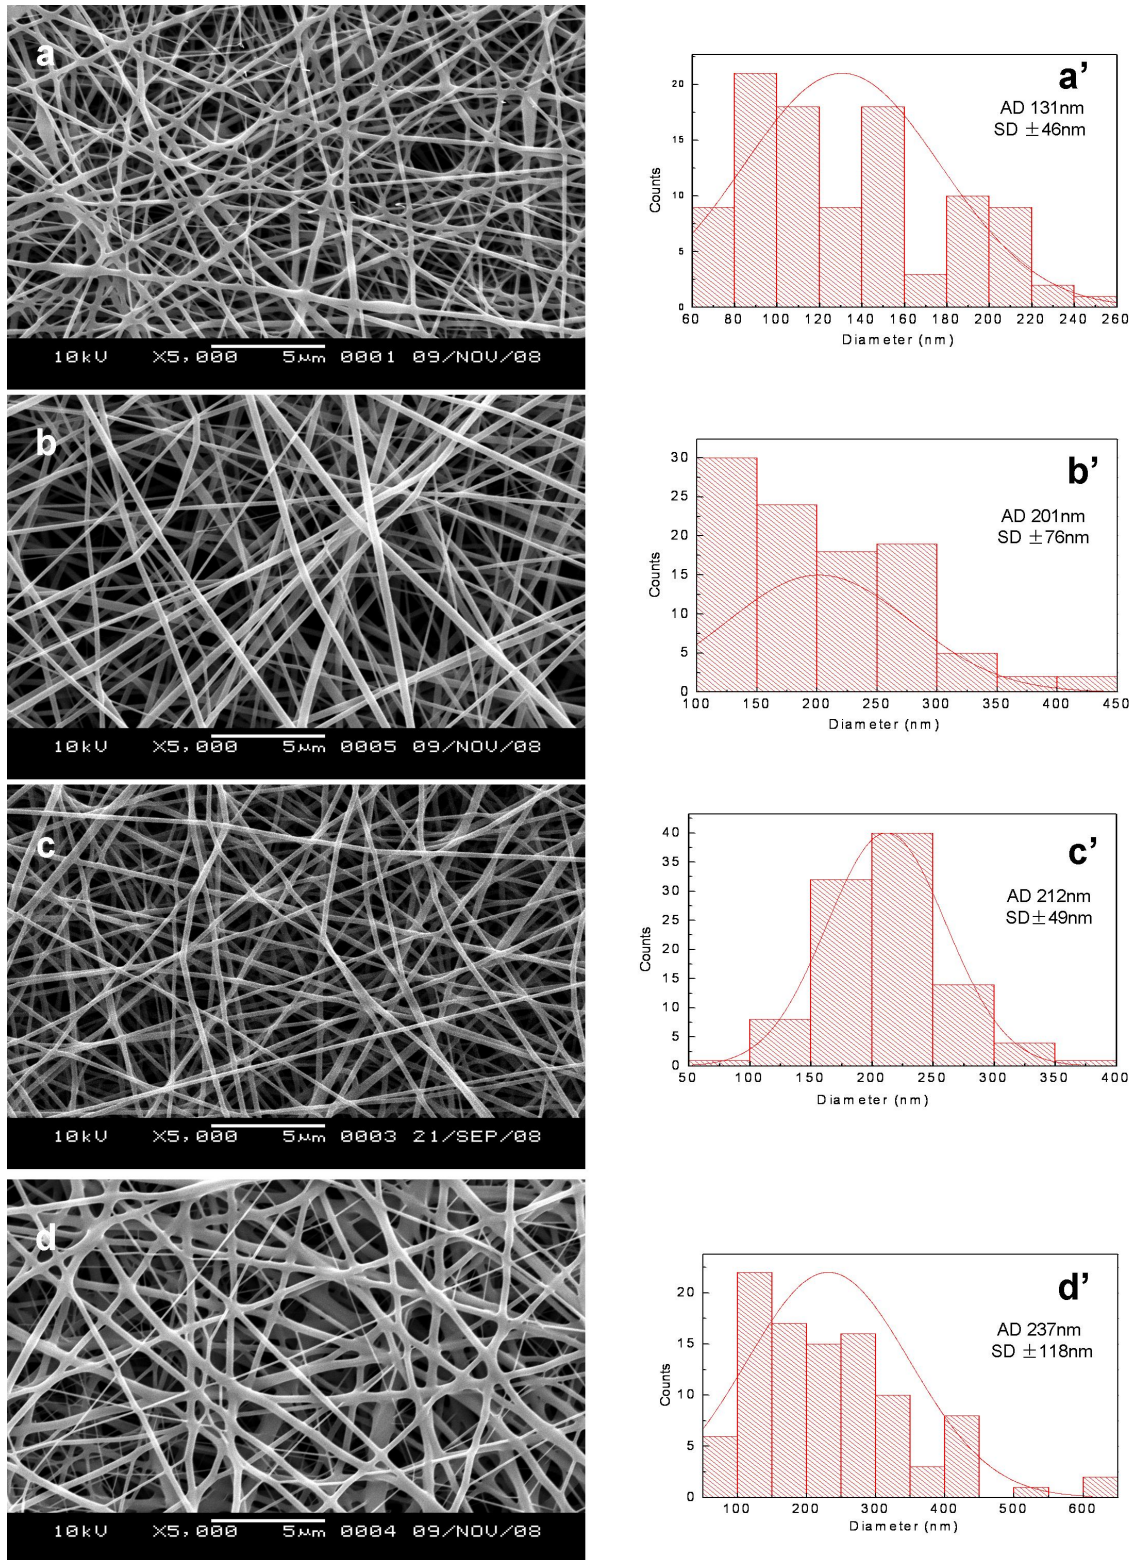 a
10kV X5,000 5μm 0001 09/NOV/08
a’
AD 131nm
SD ±46nm
20
15
10
5
0
Counts
60 80 100 120 140 160 180 200 220 240 260
Diameter (nm)
b
10kV X5,000 5μm 0005 09/NOV/08
b’
AD 201nm
SD ±76nm
30
25
20
15
10
5
0
Counts
100 150 200 250 300 350 400 450
Diameter (nm)
c
10kV X5,000 5μm 0003 21/SEP/08
c’
AD 212nm
SD±49nm
40
35
30
25
20
15
10
5
0
Counts
50 100 150 200 250 300 350 400
Diameter (nm)
d
10kV X5,000 5μm 0004 09/NOV/08
d’
AD 237nm
SD ±118nm
20
15
10
5
0
Counts
100 200 300 400 500 600
Diameter (nm)